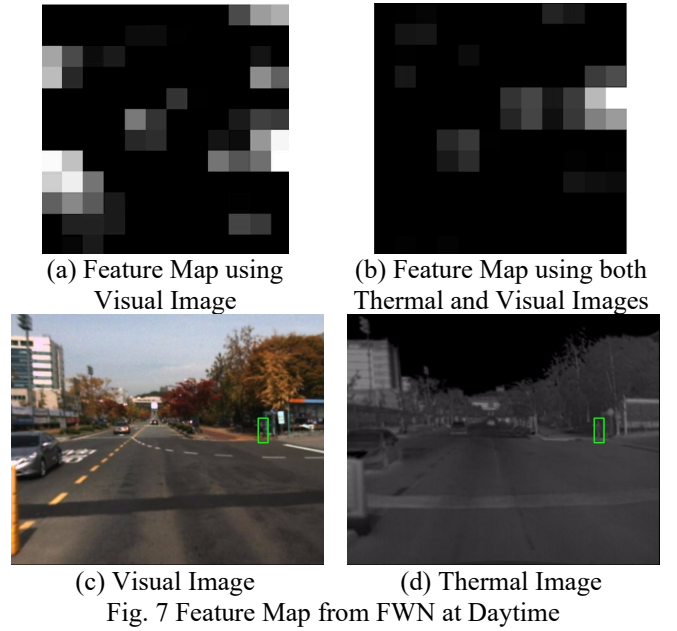 (a) Feature Map using
Visual Image
(b) Feature Map using both
Thermal and Visual Images
(c) Visual Image
(d) Thermal Image
Fig. 7 Feature Map from FWN at Daytime